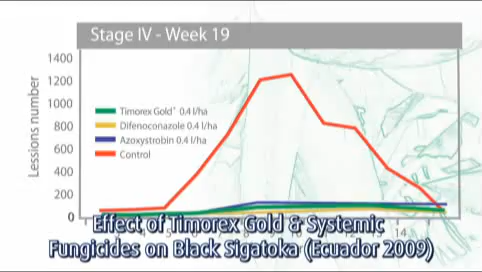 Stage IV - Week 19
Lessions number
1400
1200
1000
800
600
400
200
0
Timorex Gold® 0.4 l/ha
Difenoconazole 0.4 l/ha
Azoxystrobin 0.4 l/ha
Control
14
Effect of Timorex Gold & Systemic
Fungicides on Black Sigatoka (Ecuador 2009)